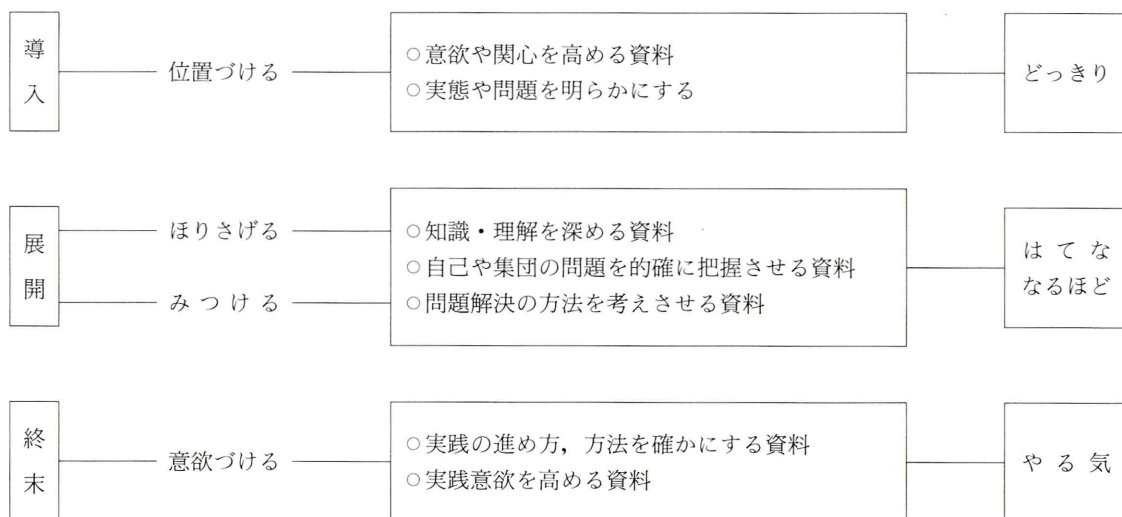 導入
位置づける
○意欲や関心を高める資料
○実態や問題を明らかにする
どっきり
展開
ほりさげる
みつける
○知識・理解を深める資料
○自己や集団の問題を的確に把握させる資料
○問題解決の方法を考えさせる資料
はてな
なるほど
終末
意欲づける
○実践の進め方，方法を確かにする資料
○実践意欲を高める資料
やる気